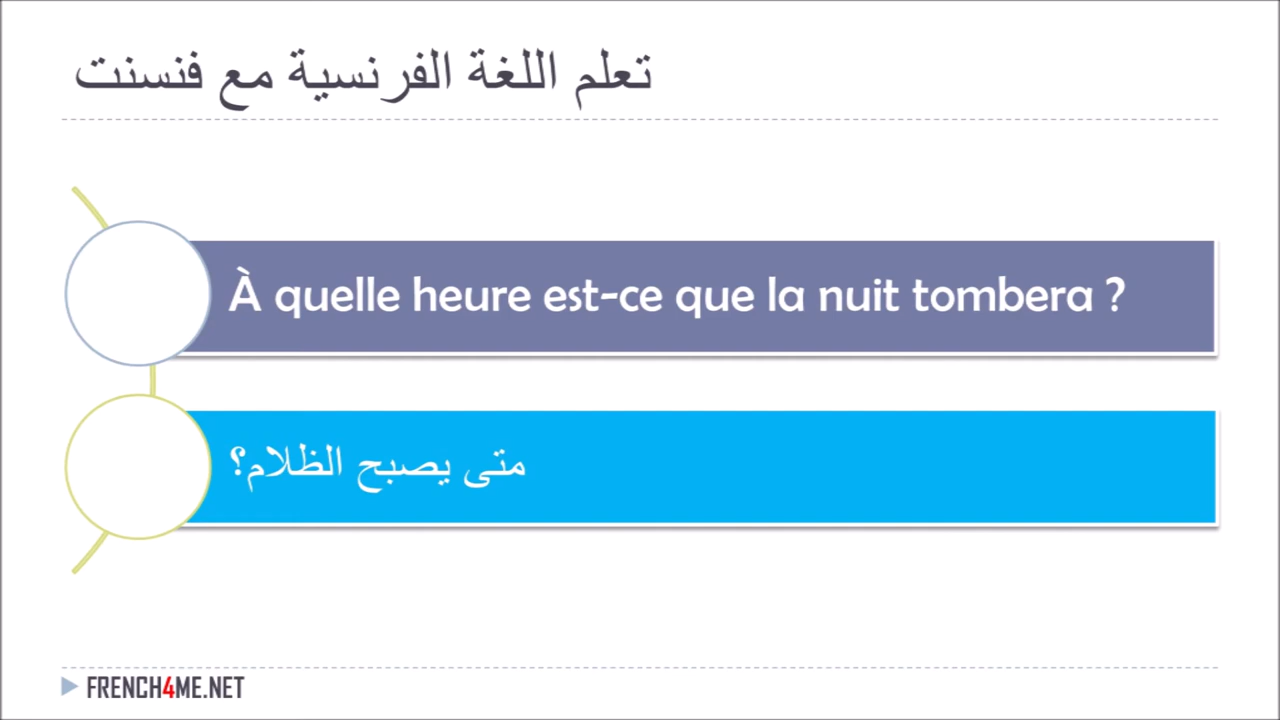 تعلم اللغة الفرنسية مع فنسنت
À quelle heure est-ce que la nuit tombera ?
متى يصبح الظلام؟
FRENCH4ME.NET